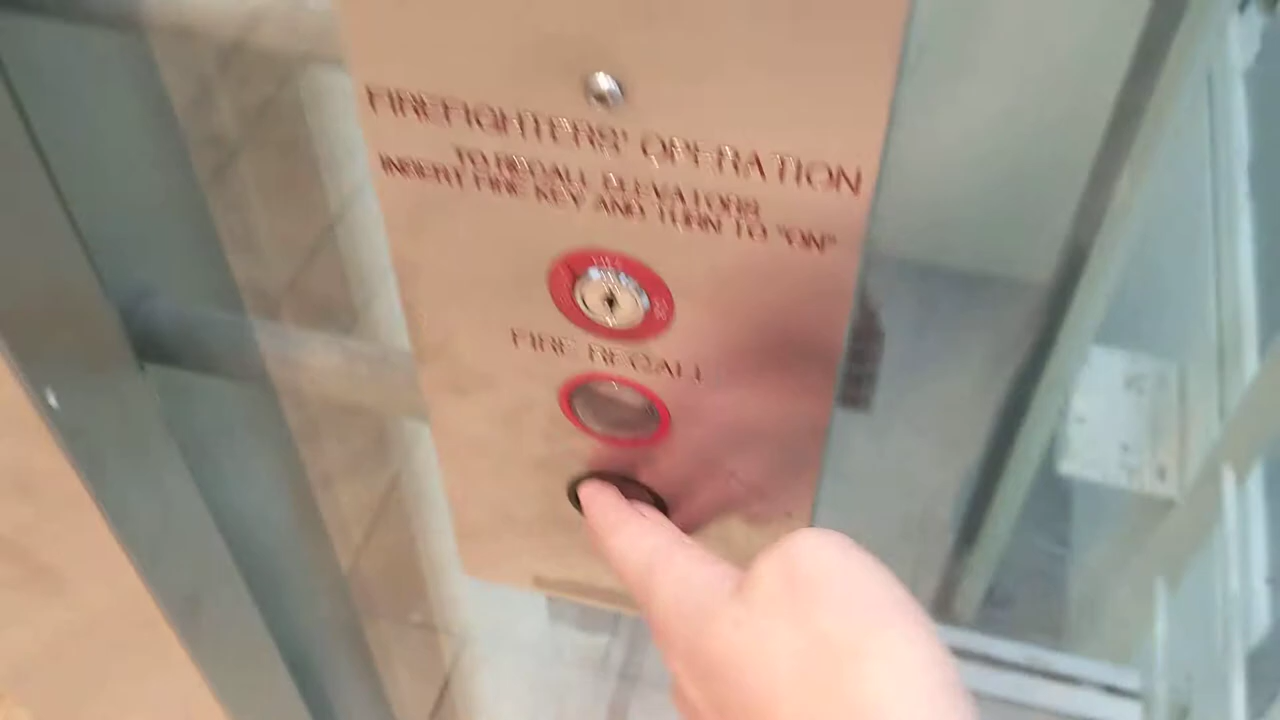 FIREFIGHTERS' OPERATION
TO RECALL ELEVATORS
INSERT FIRE KEY AND TURN TO "ON"
FIRE RECALL